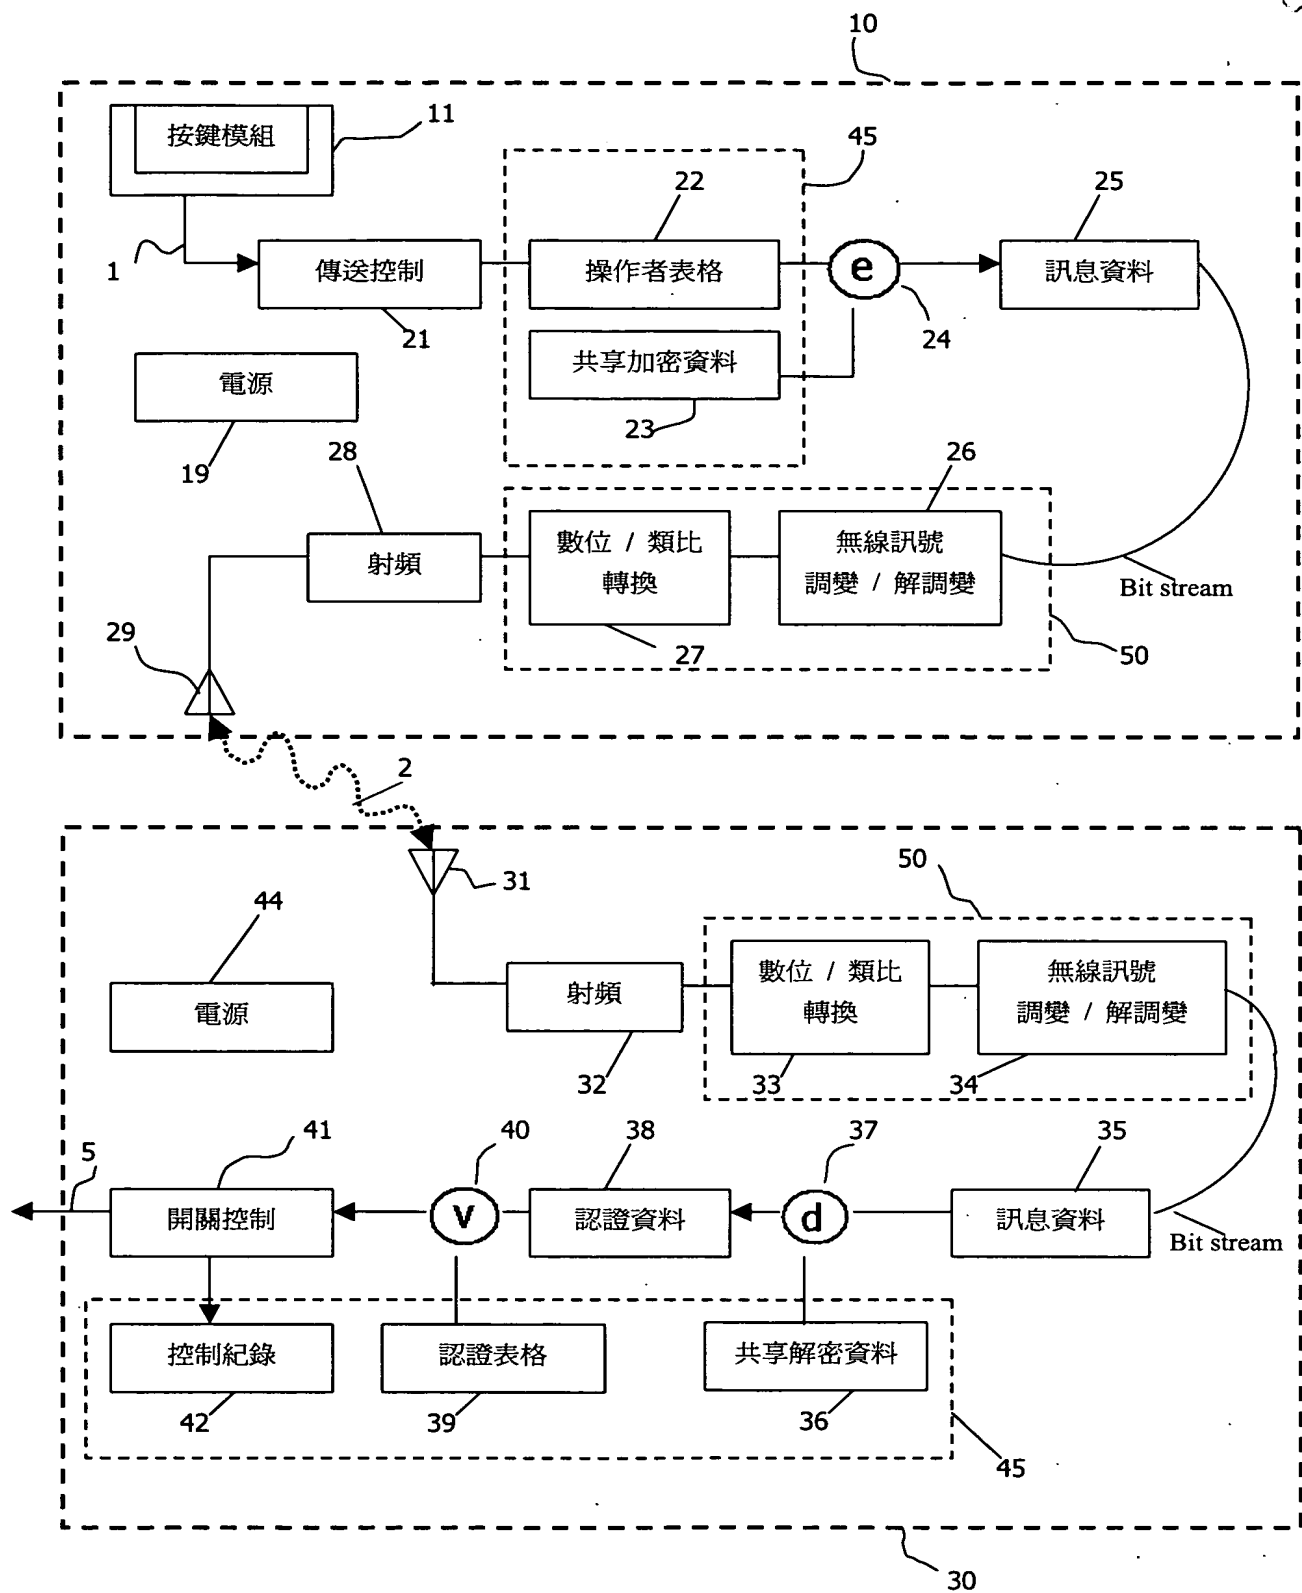 10
11
按鍵模組
45
22
25
1
傳送控制
操作者表格
e
訊息資料
21
24
共享加密資料
電源
23
19
28
26
數位 / 類比
轉換
無線訊號
調變 / 解調變
射頻
Bit stream
29
27
50
2
50
31
44
數位 / 類比
轉換
無線訊號
調變 / 解調變
射頻
電源
32
33
34
5
41
40
38
37
35
開關控制
v
認證資料
d
訊息資料
Bit stream
控制紀錄
認證表格
共享解密資料
42
39
36
45
30